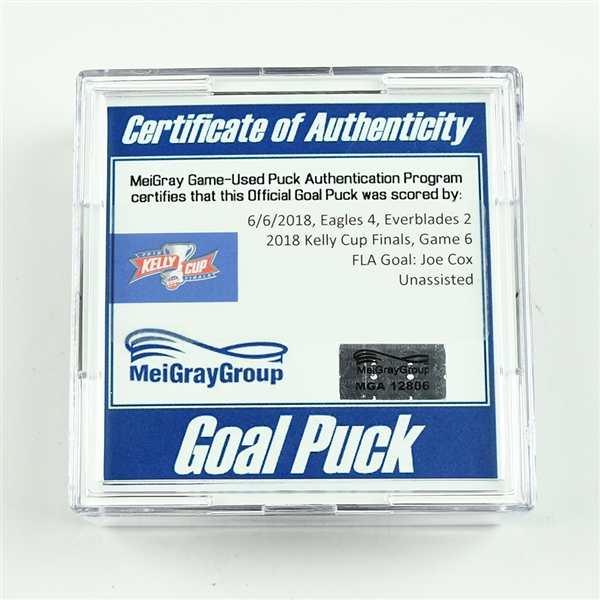 Certificate of Authenticity
MeiGray Game-Used Puck Authentication Program
certifies that this Official Goal Puck was scored by:
6/6/2018, Eagles 4, Everblades 2
2018 Kelly Cup Finals, Game 6
FLA Goal: Joe Cox
Unassisted
2018
KELLY CUP
FINALS
MeiGrayGroup
MeiGrayGroup
MGA 12806
Goal Puck